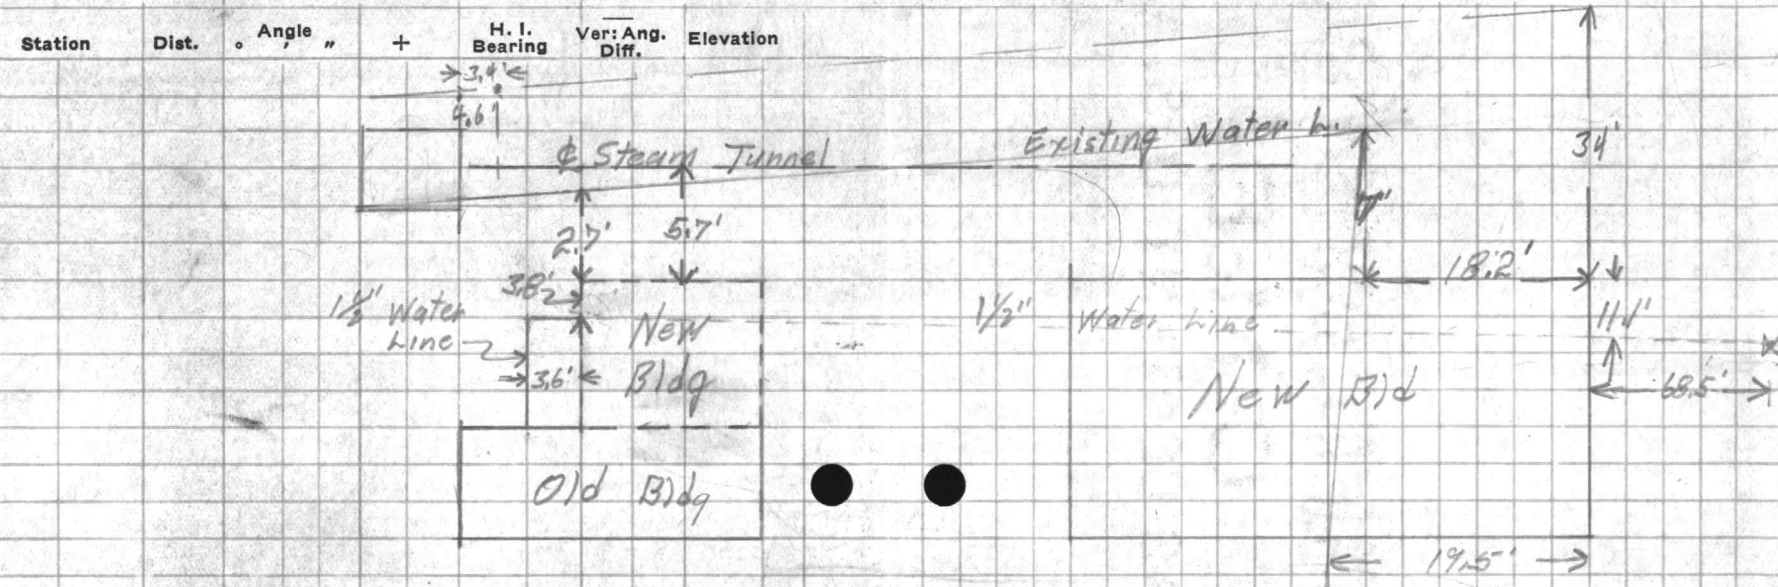 Station Dist. ° Angle ′ ″ + H. I. Bearing Ver: Ang. Diff. Elevation
3.4'
4.6'
℄ Steam Tunnel
Existing Water L.
34'
2.7'
5.7'
18.2'
3.8'
1½" Water Line
New Bldg
3.6'
1½" Water Line
11.1'
New Bld
68.5'
Old Bldg
19.5'